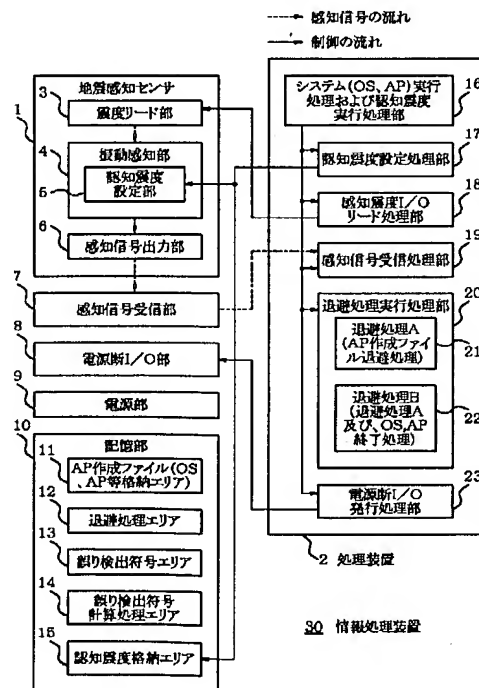 感知信号の流れ
制御の流れ
地震感知センサ
1
3
震度リード部
4
振動感知部
5
認知震度
設定部
6
感知信号出力部
7
感知信号受信部
8
電源断I/O部
9
電源部
10
記憶部
11
AP作成ファイル(OS
、AP等格納エリア)
12
退避処理エリア
13
誤り検出符号エリア
14
誤り検出符号
計算処理エリア
15
認知震度格納エリア
システム(OS、AP)実行
処理および認知震度
実行処理部
16
認知震度設定処理部
17
感知震度I/O
リード処理部
18
感知信号受信処理部
19
退避処理実行処理部
20
退避処理A
(AP作成ファイル
退避処理)
21
退避処理B
(退避処理A
及び、OS,AP
終了処理)
22
電源断I/O
発行処理部
23
2 処理装置
30 情報処理装置